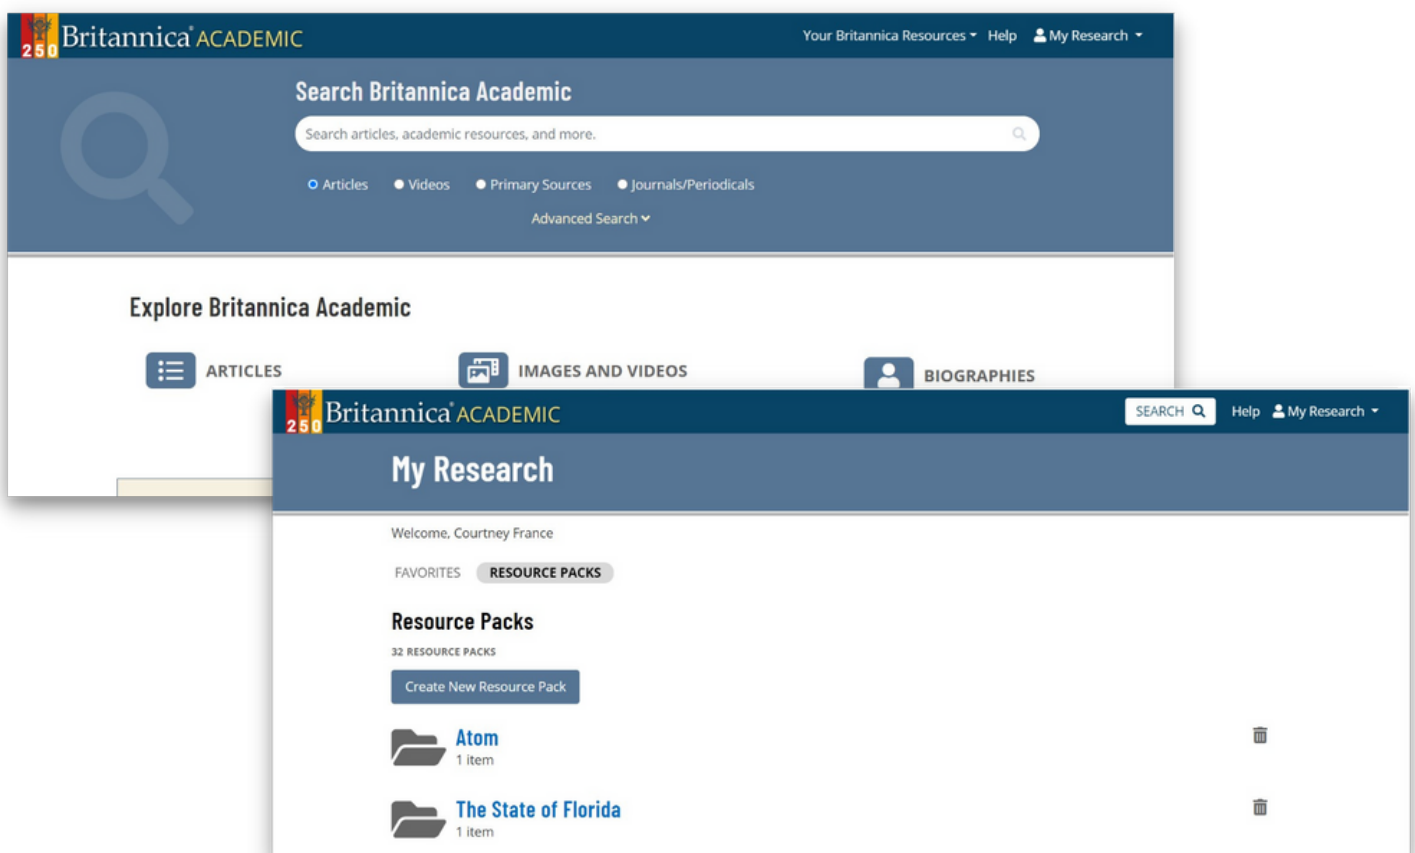 250 Britannica ACADEMIC
Your Britannica Resources Help My Research
Search Britannica Academic
Search articles, academic resources, and more.
Articles Videos Primary Sources Journals/Periodicals
Advanced Search
Explore Britannica Academic
ARTICLES IMAGES AND VIDEOS BIOGRAPHIES
250 Britannica ACADEMIC
SEARCH Help My Research
My Research
Welcome, Courtney France
FAVORITES RESOURCE PACKS
Resource Packs
32 RESOURCE PACKS
Create New Resource Pack
Atom
1 item
The State of Florida
1 item